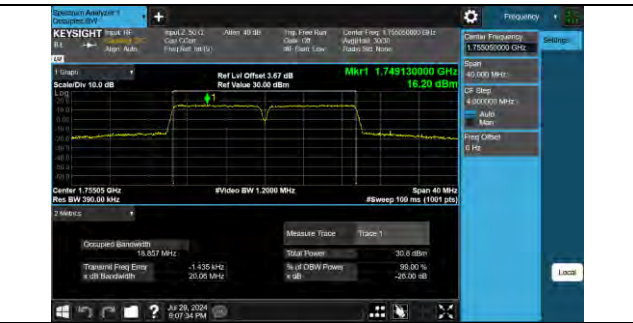 Spectrum Analyzer 1
Occupied BW
Frequency
KEYSIGHT Input: RF
Input Z: 50 Ω
Atten: 40 dB
Trig: Free Run
Center Freq: 1.755050000 GHz
Align: Auto
Gate: Off
Avg|Hold: 30/30
Freq Ref: Int (S)
Radio Std: None
Center Frequency
1.755050000 GHz
Settings
Span
40.000 MHz
CF Step
4.000000 MHz
Auto
Man
Freq Offset
0 Hz
1 Graph
Scale/Div 10.0 dB
Ref Lvl Offset 3.67 dB
Ref Value 30.00 dBm
Mkr1 1.749130000 GHz
16.20 dBm
Log
1
Center 1.75505 GHz
#Video BW 1.2000 MHz
Span 40 MHz
Res BW 390.00 kHz
#Sweep 100 ms (1001 pts)
2 Metrics
Measure Trace
Trace 1
Occupied Bandwidth
18.857 MHz
Total Power
30.6 dBm
Transmit Freq Error
-1.435 kHz
% of OBW Power
99.00 %
x dB Bandwidth
20.06 MHz
x dB
-26.00 dB
Local
?
Jul 29, 2024
9:07:34 PM